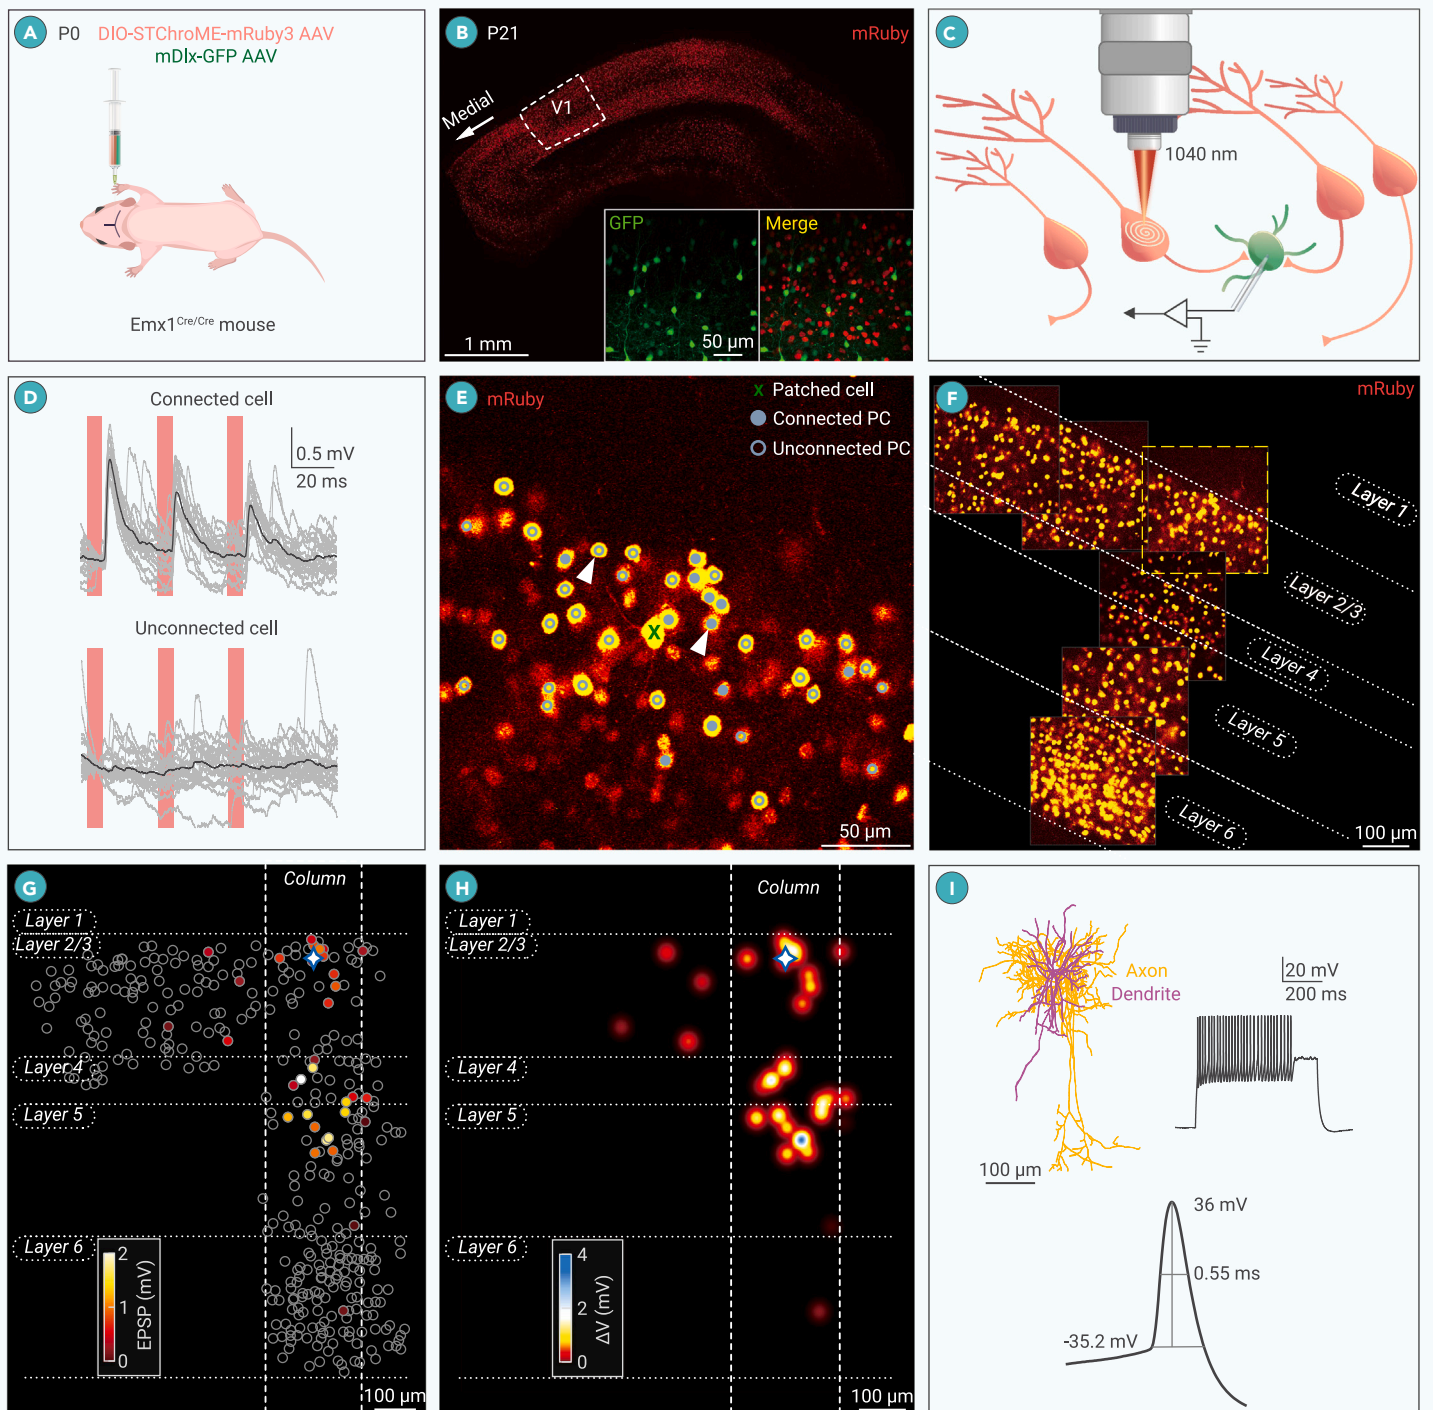 A
P0
DIO-STChroME-mRuby3 AAV
mDlx-GFP AAV
Emx1Cre/Cre mouse
B
P21
mRuby
Medial
V1
1 mm
GFP
50 µm
Merge
C
1040 nm
D
Connected cell
0.5 mV
20 ms
Unconnected cell
E
mRuby
x Patched cell
Connected PC
Unconnected PC
X
50 µm
F
mRuby
Layer 1
Layer 2/3
Layer 4
Layer 5
Layer 6
100 µm
G
Column
Layer 1
Layer 2/3
Layer 4
Layer 5
Layer 6
2
1
0
EPSP (mV)
100 µm
H
Column
Layer 1
Layer 2/3
Layer 4
Layer 5
Layer 6
4
2
0
ΔV (mV)
100 µm
I
Axon
Dendrite
100 µm
20 mV
200 ms
36 mV
0.55 ms
-35.2 mV